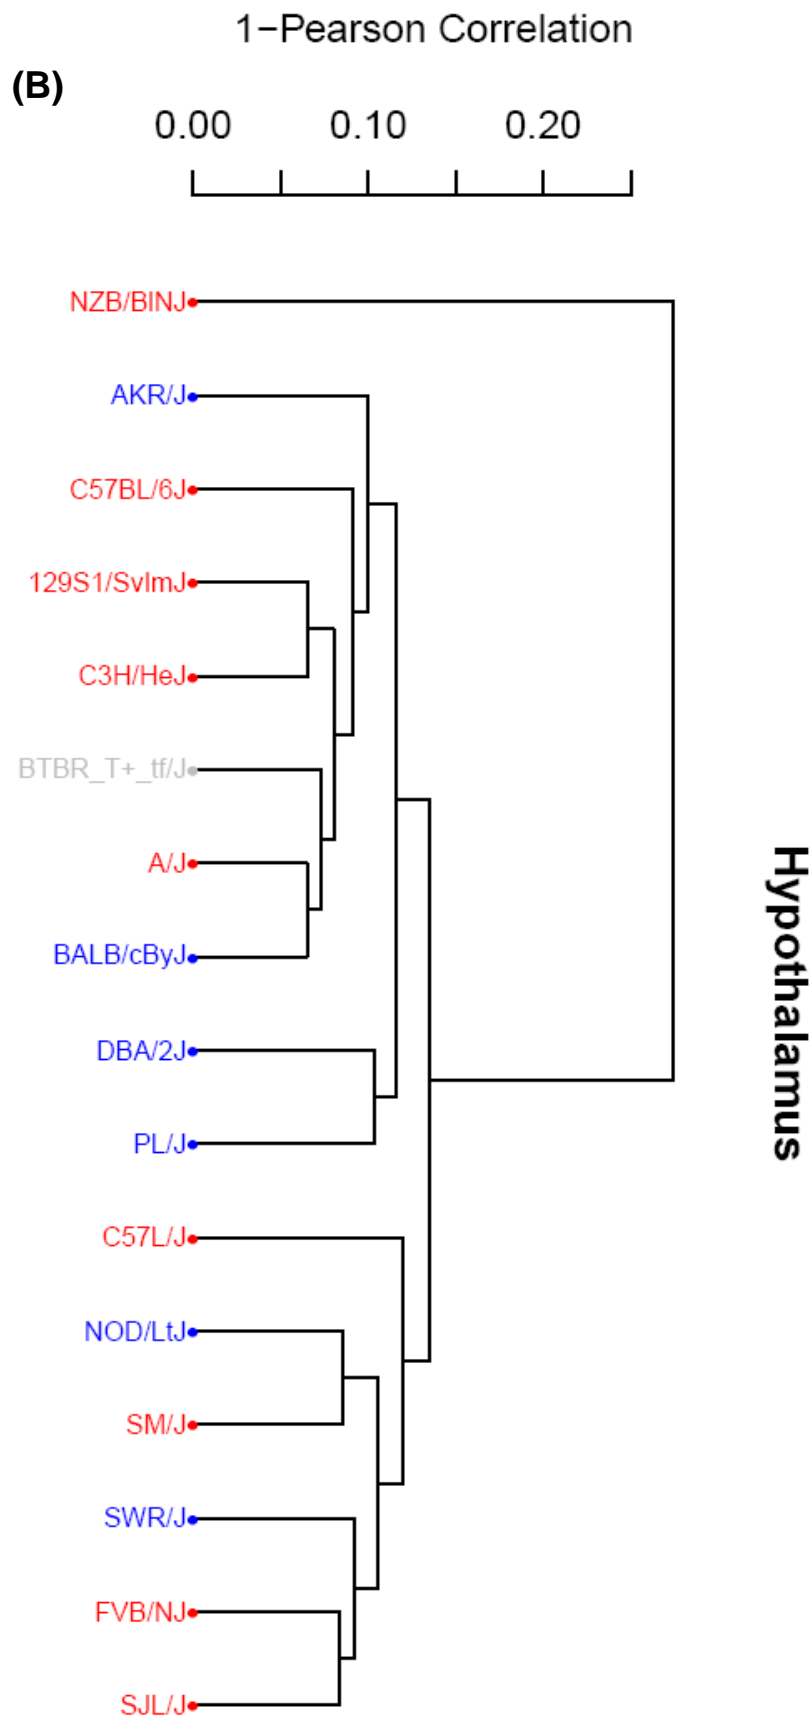 1−Pearson Correlation
(B)
0.00 0.10 0.20
NZB/BINJ
AKR/J
C57BL/6J
129S1/SvImJ
C3H/HeJ
BTBR_T+_tf/J
A/J
BALB/cByJ
DBA/2J
PL/J
C57L/J
NOD/LtJ
SM/J
SWR/J
FVB/NJ
SJL/J
Hypothalamus